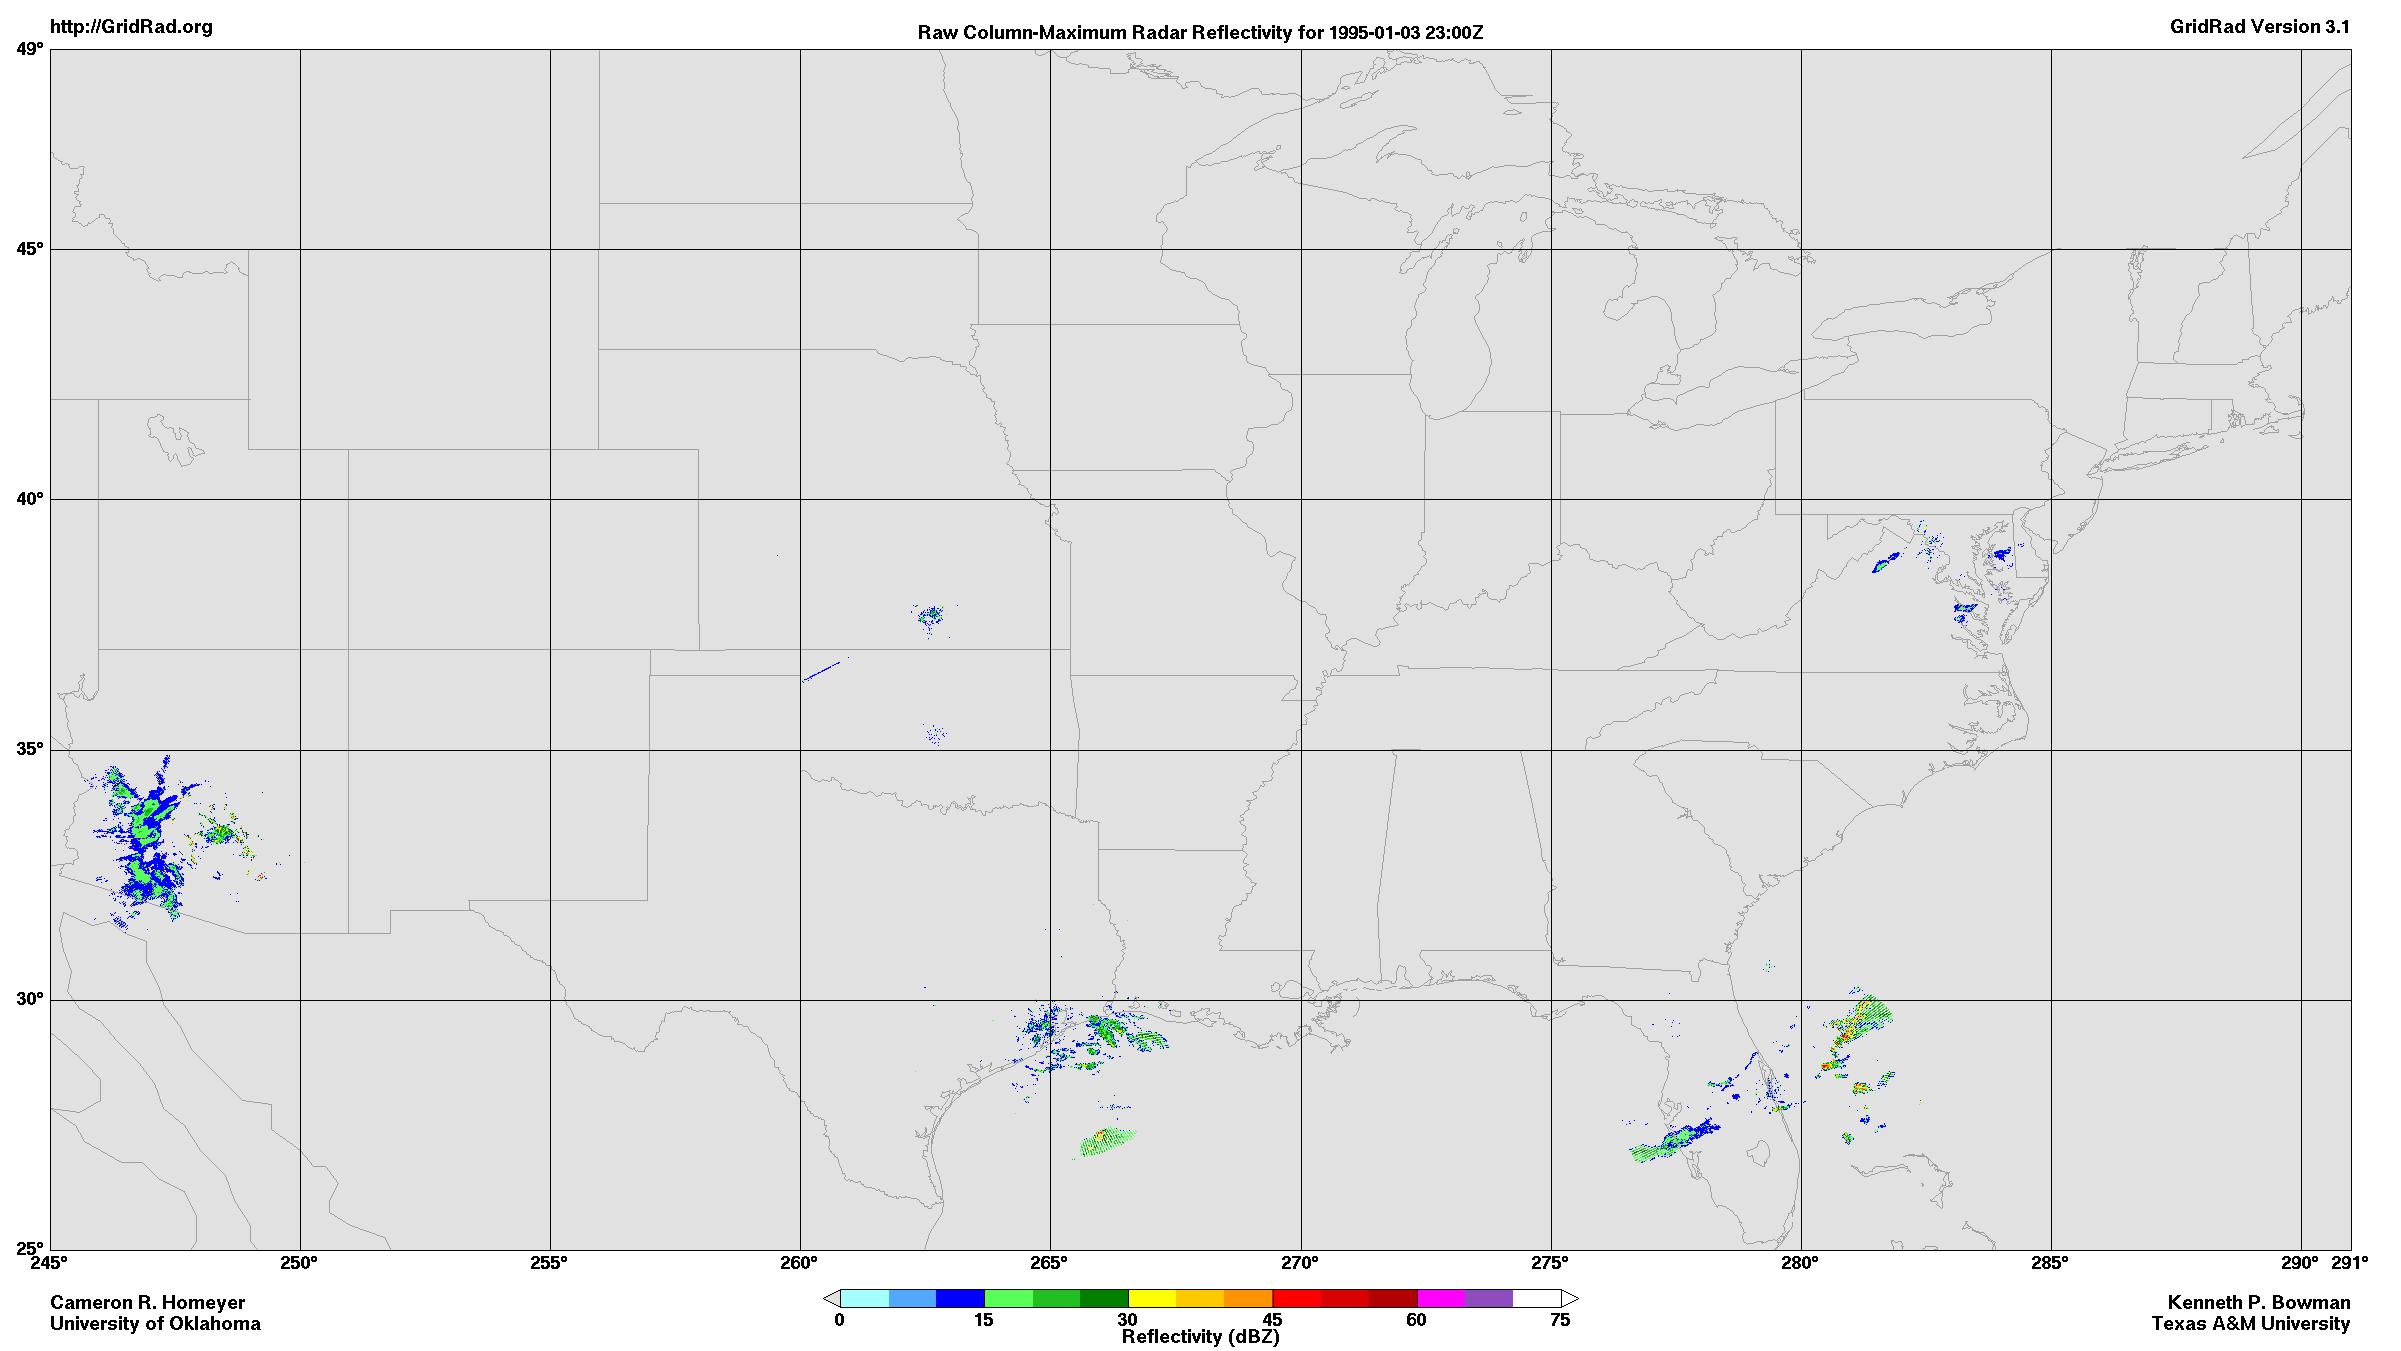 http://GridRad.org
Raw Column-Maximum Radar Reflectivity for 1995-01-03 23:00Z
GridRad Version 3.1
49°
45°
40°
35°
30°
25°
245° 250° 255° 260° 265° 270° 275° 280° 285° 290° 291°
0 15 30 45 60 75
Reflectivity (dBZ)
Cameron R. Homeyer
University of Oklahoma
Kenneth P. Bowman
Texas A&M University